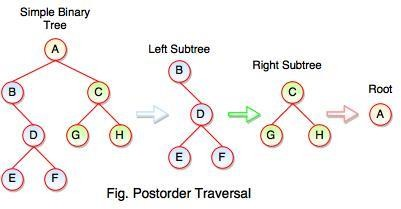 Simple Binary
Tree
A
B
C
D
G
H
E
F
Left Subtree
B
D
E
F
Right Subtree
C
G
H
Root
A
Fig. Postorder Traversal